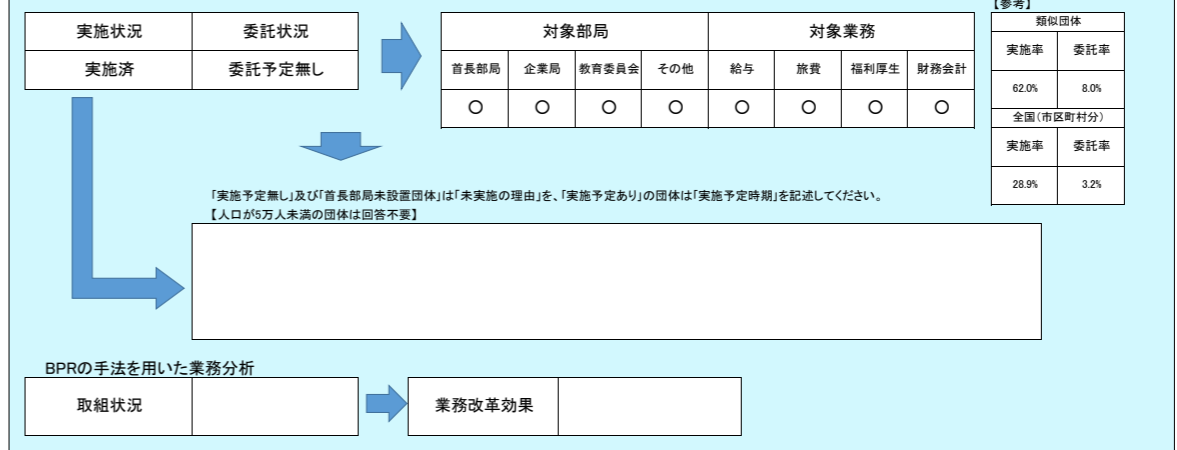 【参考】
実施状況 委託状況
実施済 委託予定無し
対象部局 対象業務
首長部局 企業局 教育委員会 その他 給与 旅費 福利厚生 財務会計
○ ○ ○ ○ ○ ○ ○ ○
類似団体
実施率 委託率
62.0% 8.0%
全国(市区町村分)
実施率 委託率
28.9% 3.2%
「実施予定無し」及び「首長部局未設置団体」は「未実施の理由」を、「実施予定あり」の団体は「実施予定時期」を記述してください。
【人口が5万人未満の団体は回答不要】
BPRの手法を用いた業務分析
取組状況 業務改革効果